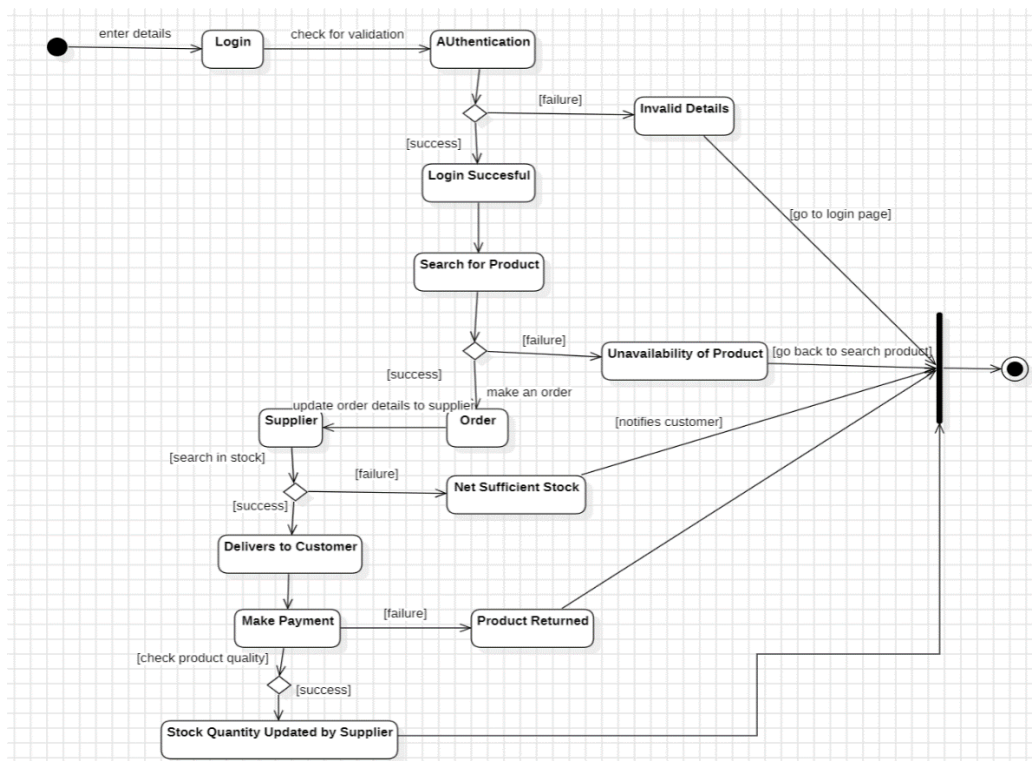 enter details
Login
check for validation
AUthentication
[failure]
Invalid Details
[success]
Login Succesful
[go to login page]
Search for Product
[failure]
Unavailability of Product
[go back to search product]
[success]
make an order
update order details to supplier
Supplier
Order
[notifies customer]
[search in stock]
[failure]
Net Sufficient Stock
[success]
Delivers to Customer
Make Payment
[failure]
Product Returned
[check product quality]
[success]
Stock Quantity Updated by Supplier